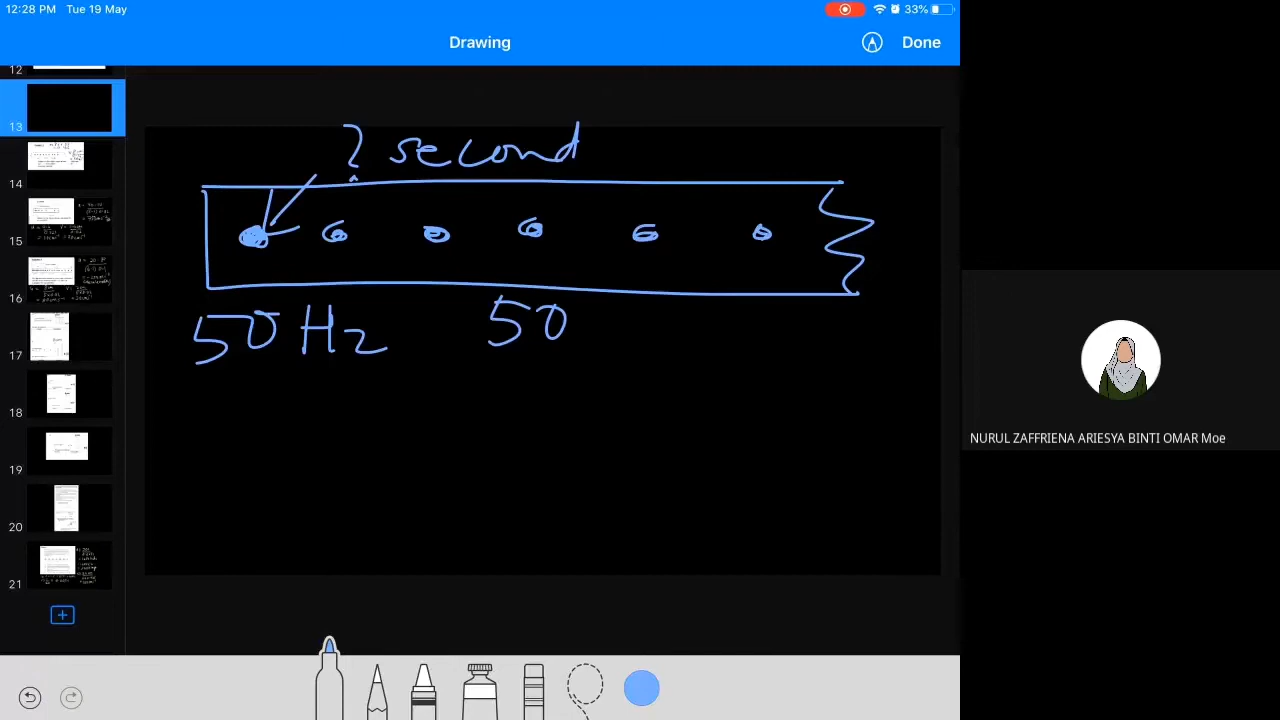 12:28 PM Tue 19 May
33%
Drawing
Done
12
13
14
15
16
17
18
19
20
21
? second
50 Hz 50
NURUL ZAFFRIENA ARIESYA BINTI OMAR Moe